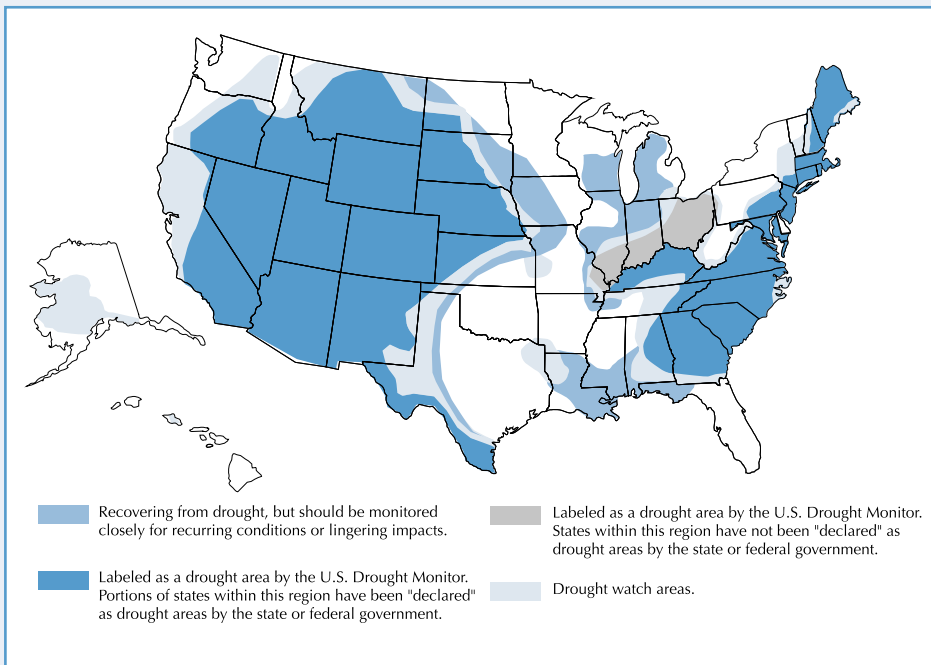 Recovering from drought, but should be monitored
closely for recurring conditions or lingering impacts.
Labeled as a drought area by the U.S. Drought Monitor.
Portions of states within this region have been "declared"
as drought areas by the state or federal government.
Labeled as a drought area by the U.S. Drought Monitor.
States within this region have not been "declared" as
drought areas by the state or federal government.
Drought watch areas.